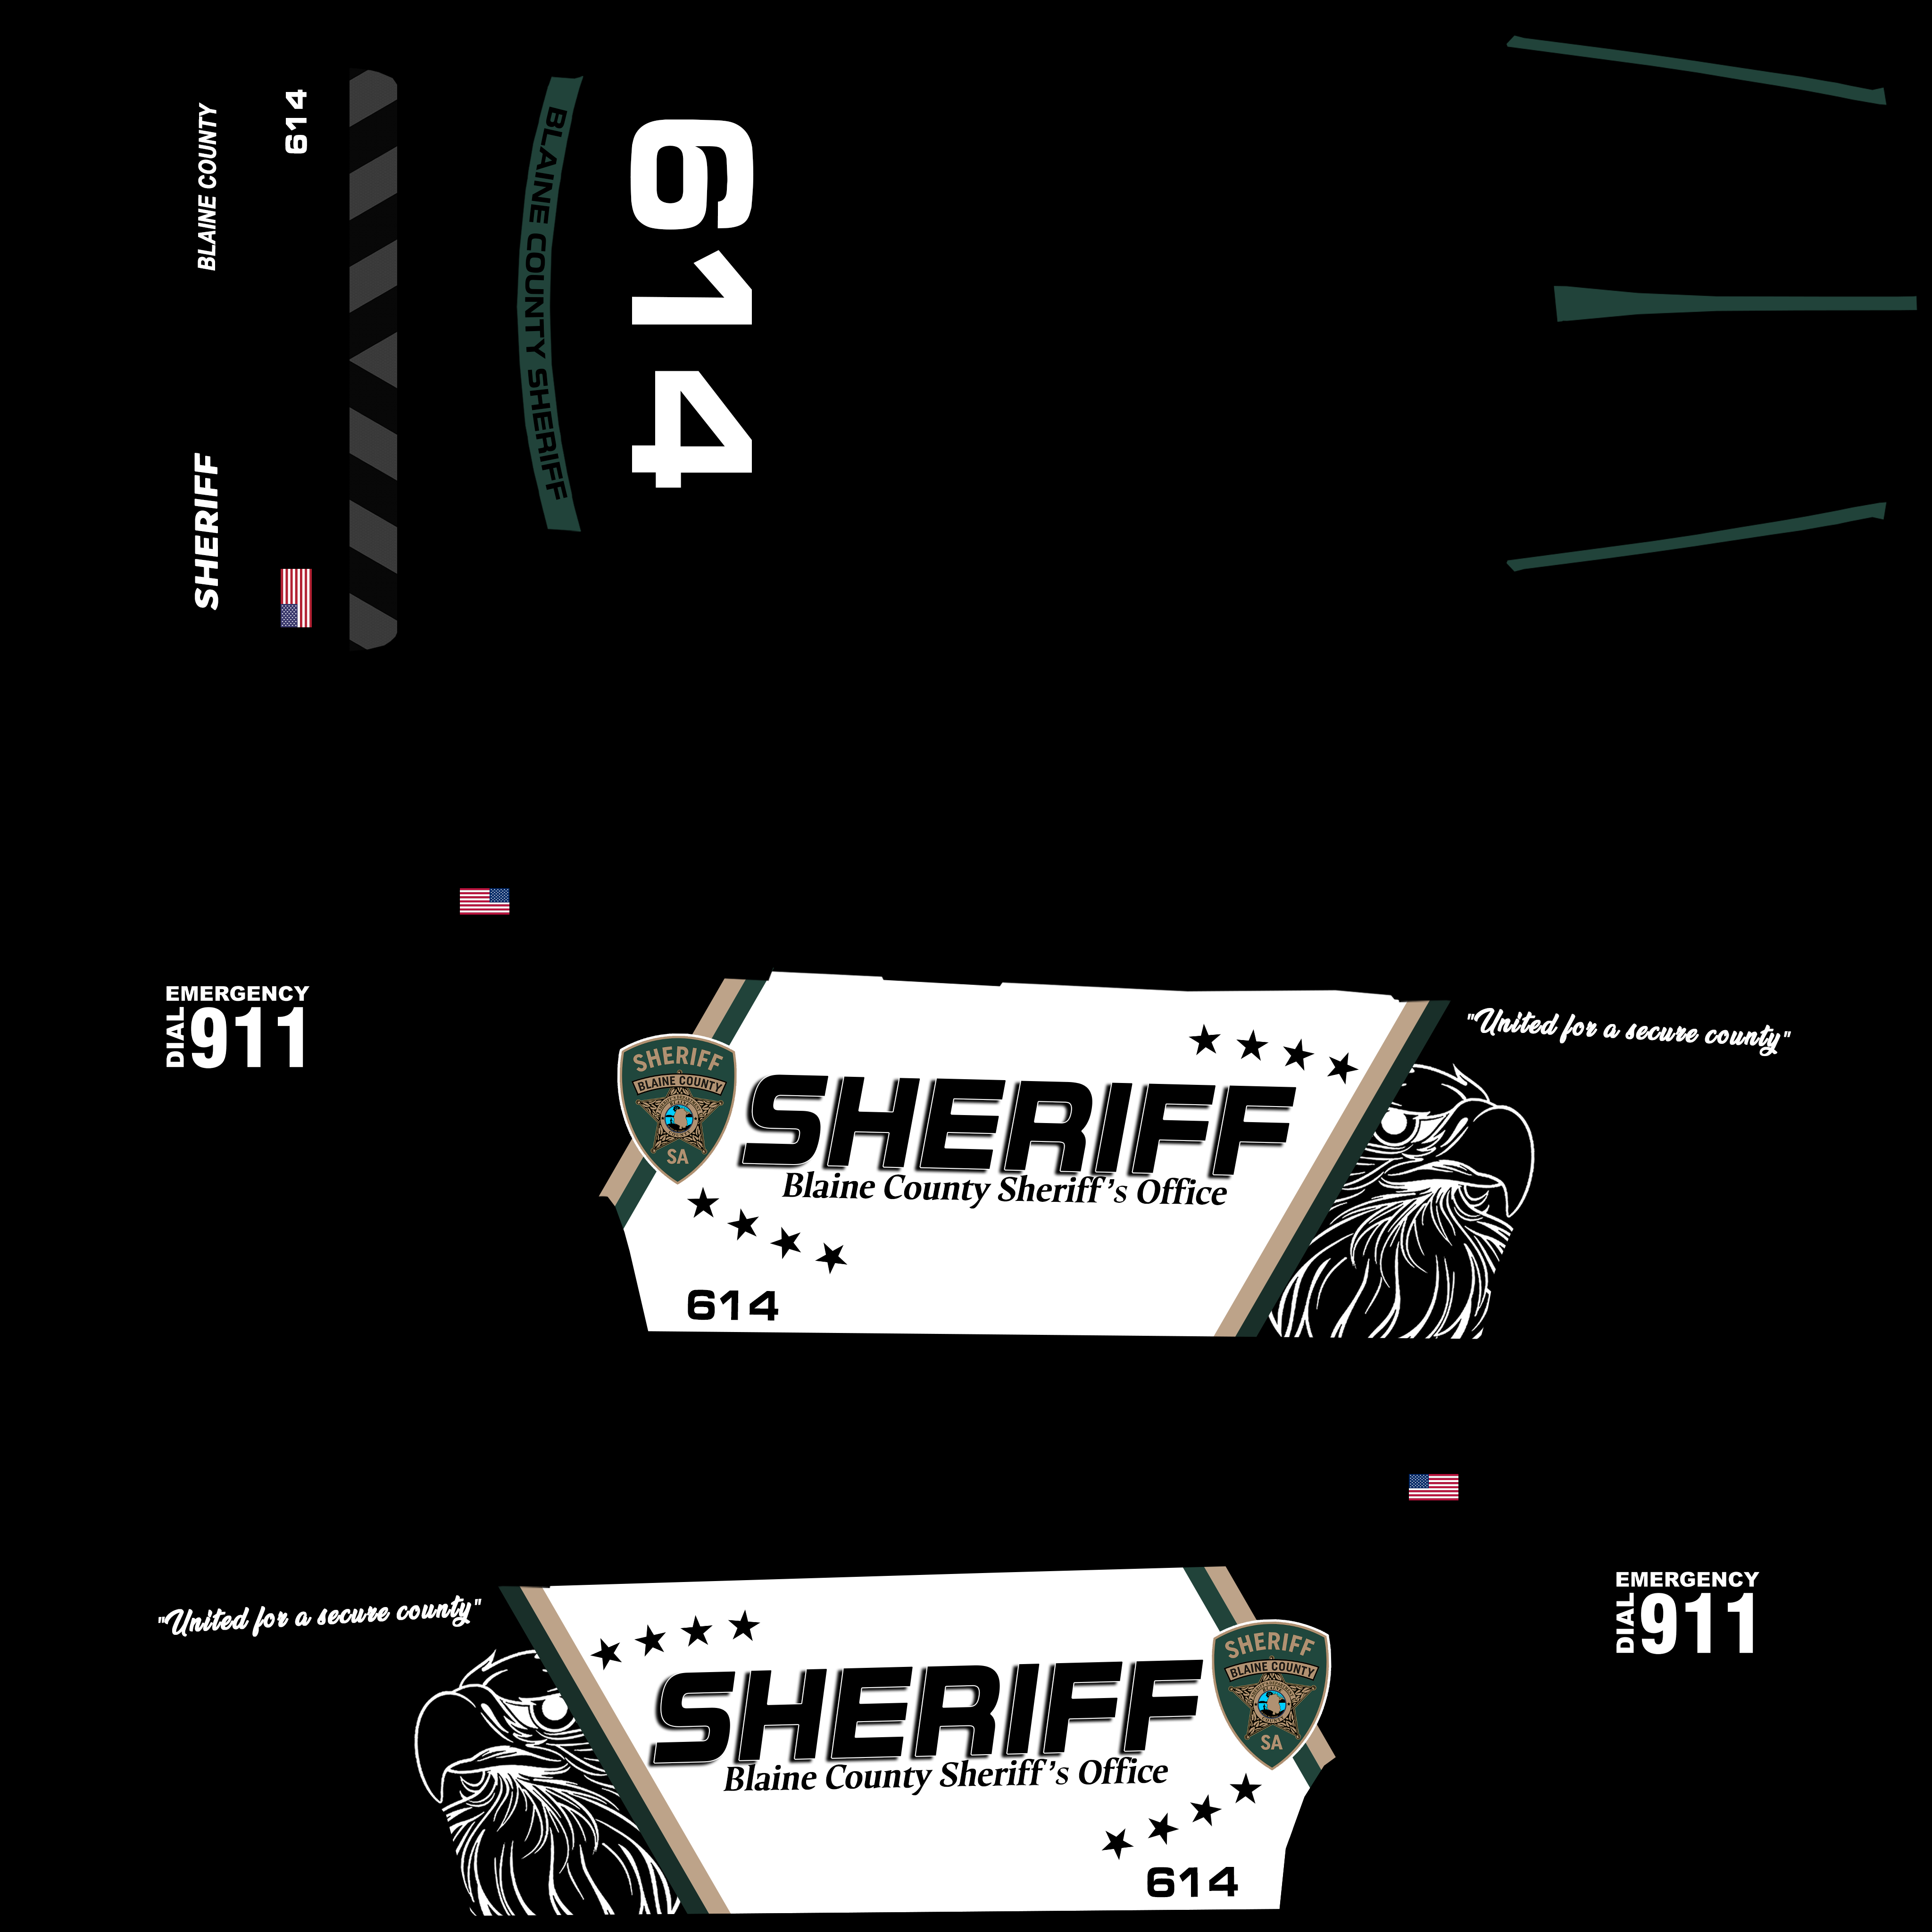 BLAINE COUNTY
SHERIFF
614
BLAINE COUNTY SHERIFF
614
EMERGENCY
DIAL
911
SHERIFF
BLAINE COUNTY
SA
SHERIFF
Blaine County Sheriff's Office
614
"United for a secure county"
"United for a secure county"
SHERIFF
Blaine County Sheriff's Office
614
SHERIFF
BLAINE COUNTY
SA
EMERGENCY
DIAL
911